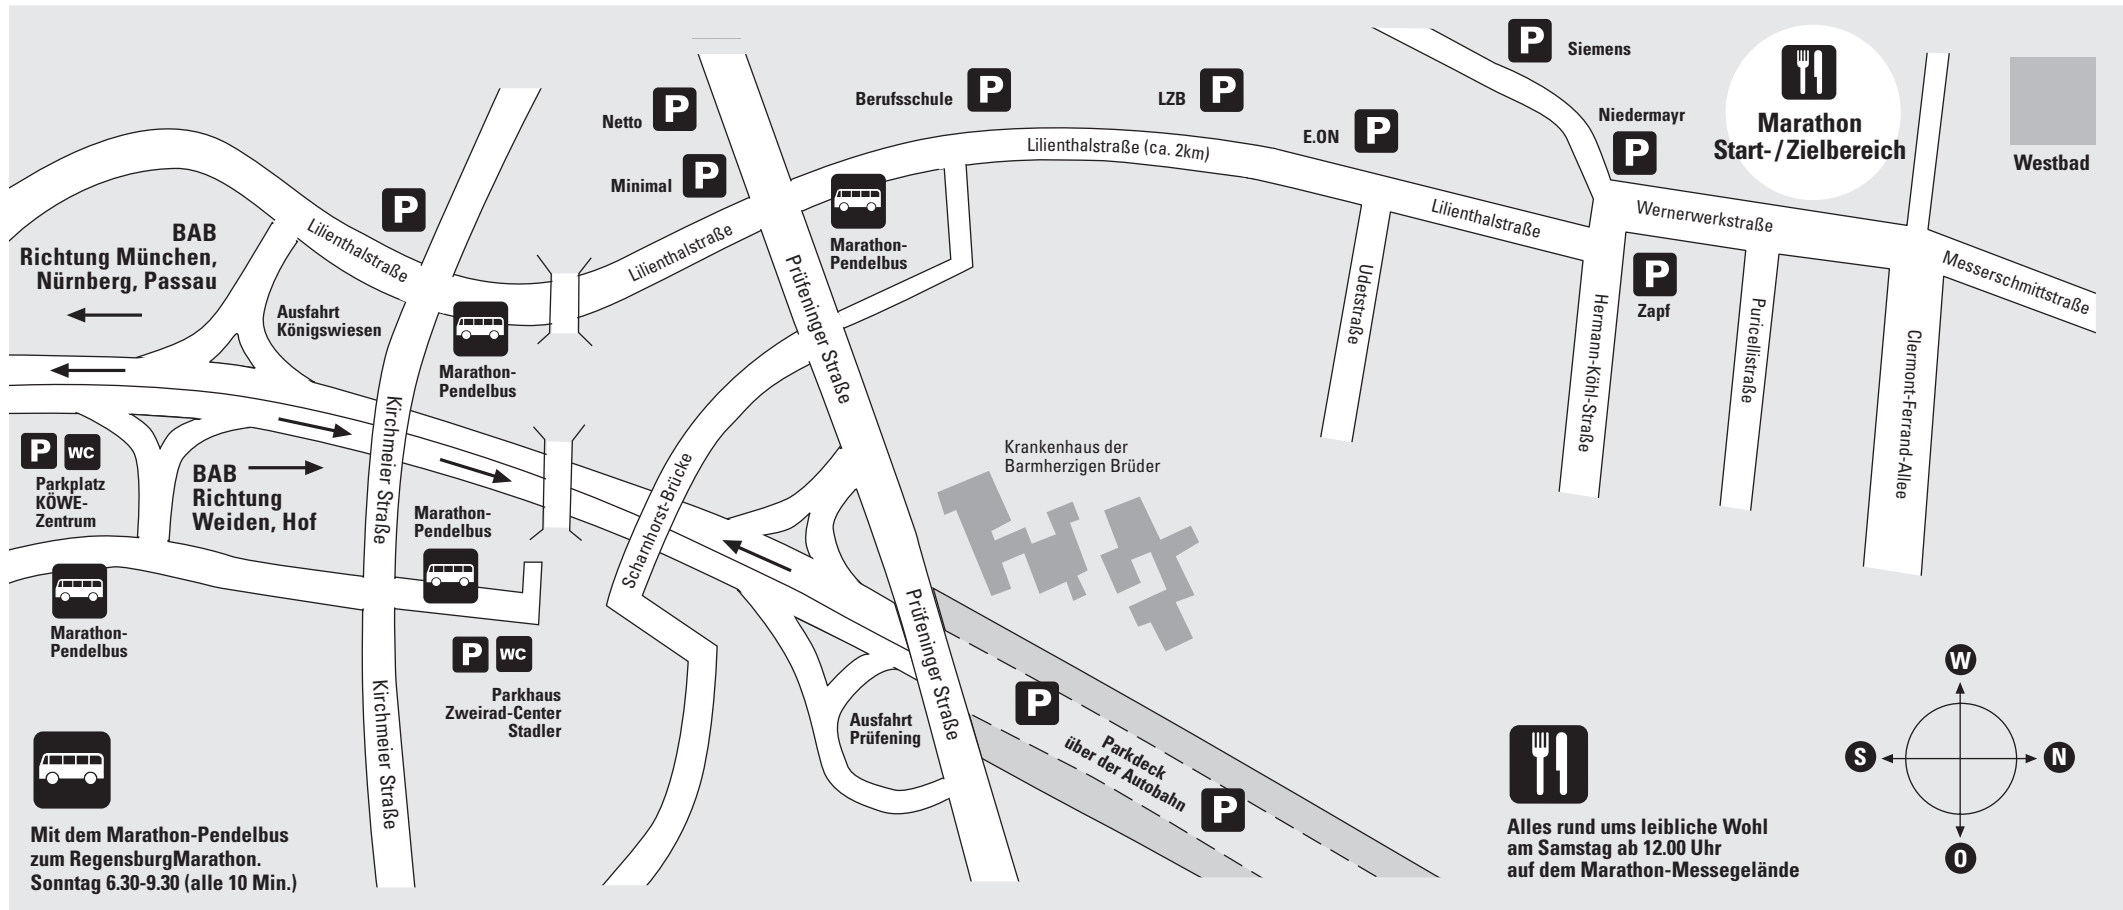 P
Siemens
P
Netto
Berufsschule
P
LZB
P
E.ON
P
Niedermayr
P
Marathon
Start-/Zielbereich
Westbad
Minimal
P
P
Lilienthalstraße (ca. 2km)
Lilienthalstraße
Wernerwerkstraße
Messerschmittstraße
BAB
Richtung München,
Nürnberg, Passau
Lilienthalstraße
Lilienthalstraße
Marathon-
Pendelbus
Prüfeninger Straße
Udetstraße
Hermann-Köhl-Straße
P
Zapf
Puricellistraße
Clermont-Ferrand-Allee
Ausfahrt
Königswiesen
Marathon-
Pendelbus
Kirchmeier Straße
P
WC
Parkplatz
KÖWE-
Zentrum
BAB
Richtung
Weiden, Hof
Marathon-
Pendelbus
Scharnhorst-Brücke
Krankenhaus der
Barmherzigen Brüder
Marathon-
Pendelbus
P
WC
Parkhaus
Zweirad-Center
Stadler
Kirchmeier Straße
Prüfeninger Straße
Ausfahrt
Prüfening
P
Parkdeck
über der Autobahn
P
W
S
N
O
Mit dem Marathon-Pendelbus
zum RegensburgMarathon.
Sonntag 6.30-9.30 (alle 10 Min.)
Alles rund ums leibliche Wohl
am Samstag ab 12.00 Uhr
auf dem Marathon-Messegelände